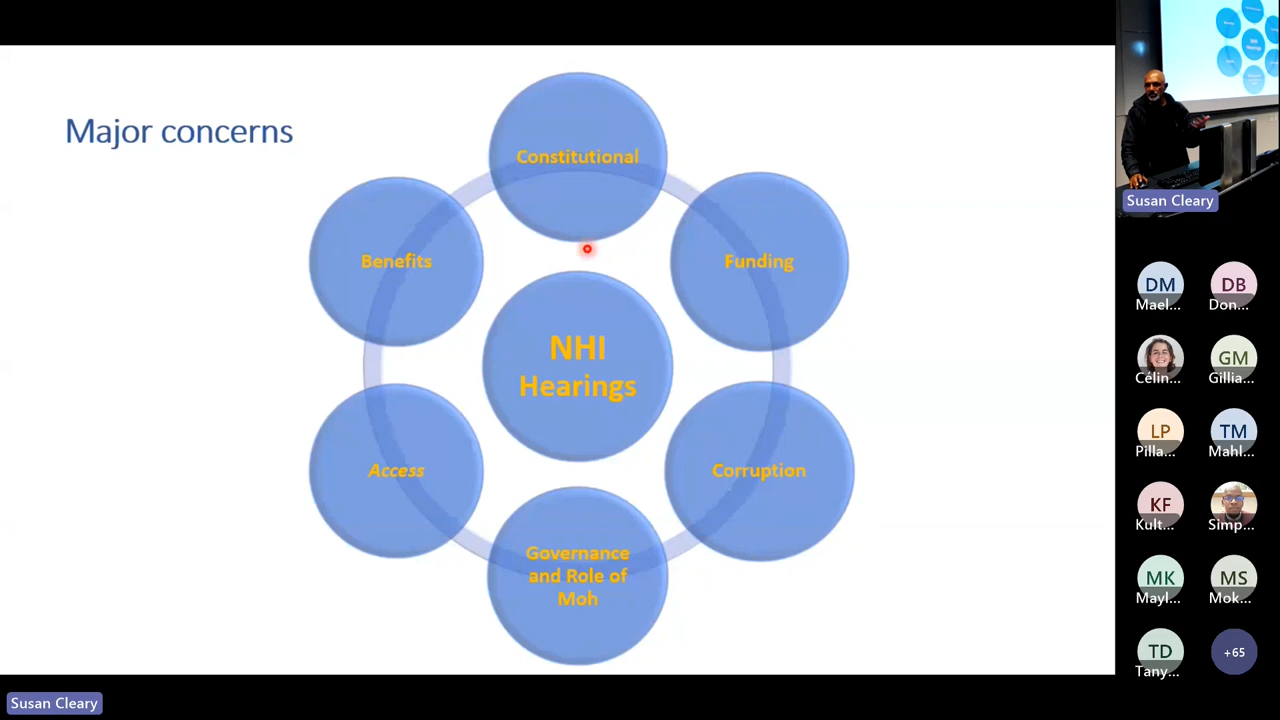 Major concerns
Constitutional
Benefits
Funding
NHI
Hearings
Access
Corruption
Governance
and Role of
Moh
Susan Cleary
DM
Mael...
DB
Don...
Célin...
GM
Gillia...
LP
Pilla...
TM
Mahl...
KF
Kult...
Simp...
MK
Mayl...
MS
Mok...
TD
Tany...
+65
Susan Cleary